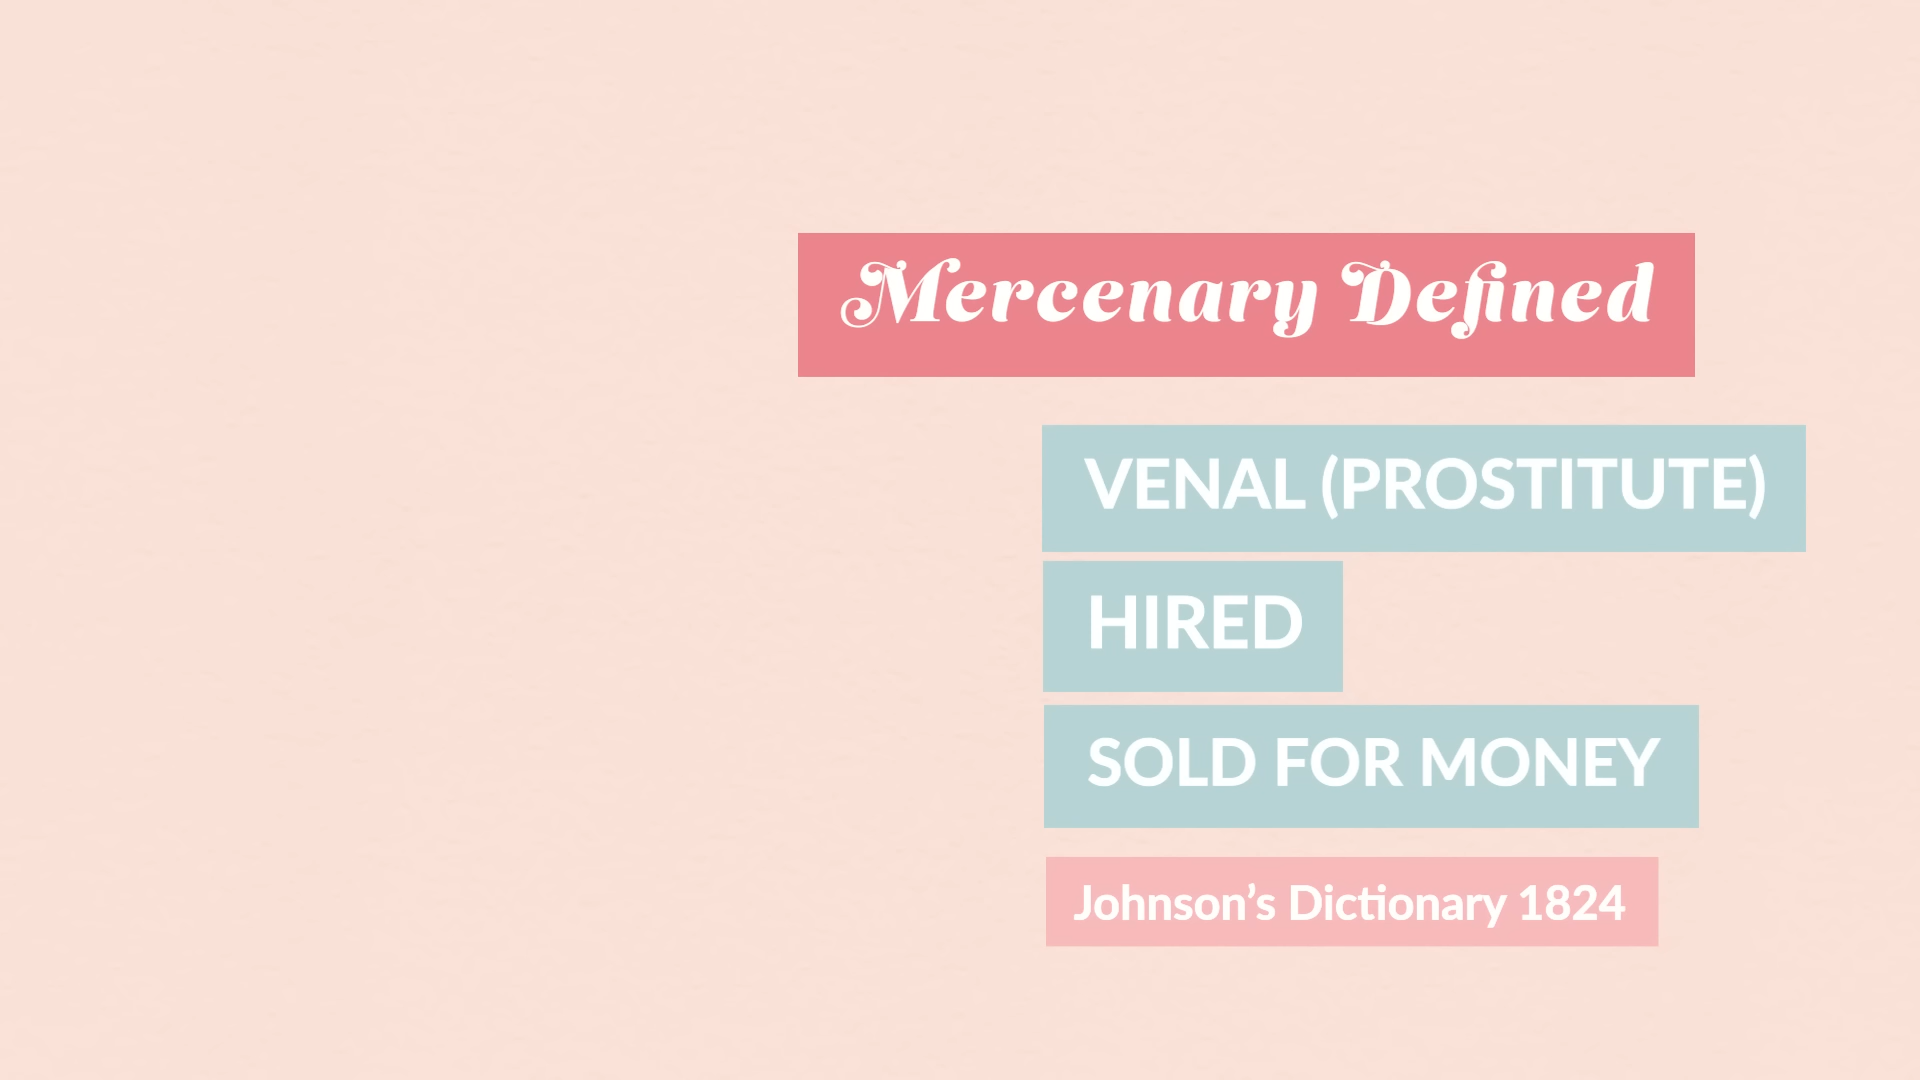 Mercenary Defined
VENAL (PROSTITUTE)
HIRED
SOLD FOR MONEY
Johnson’s Dictionary 1824